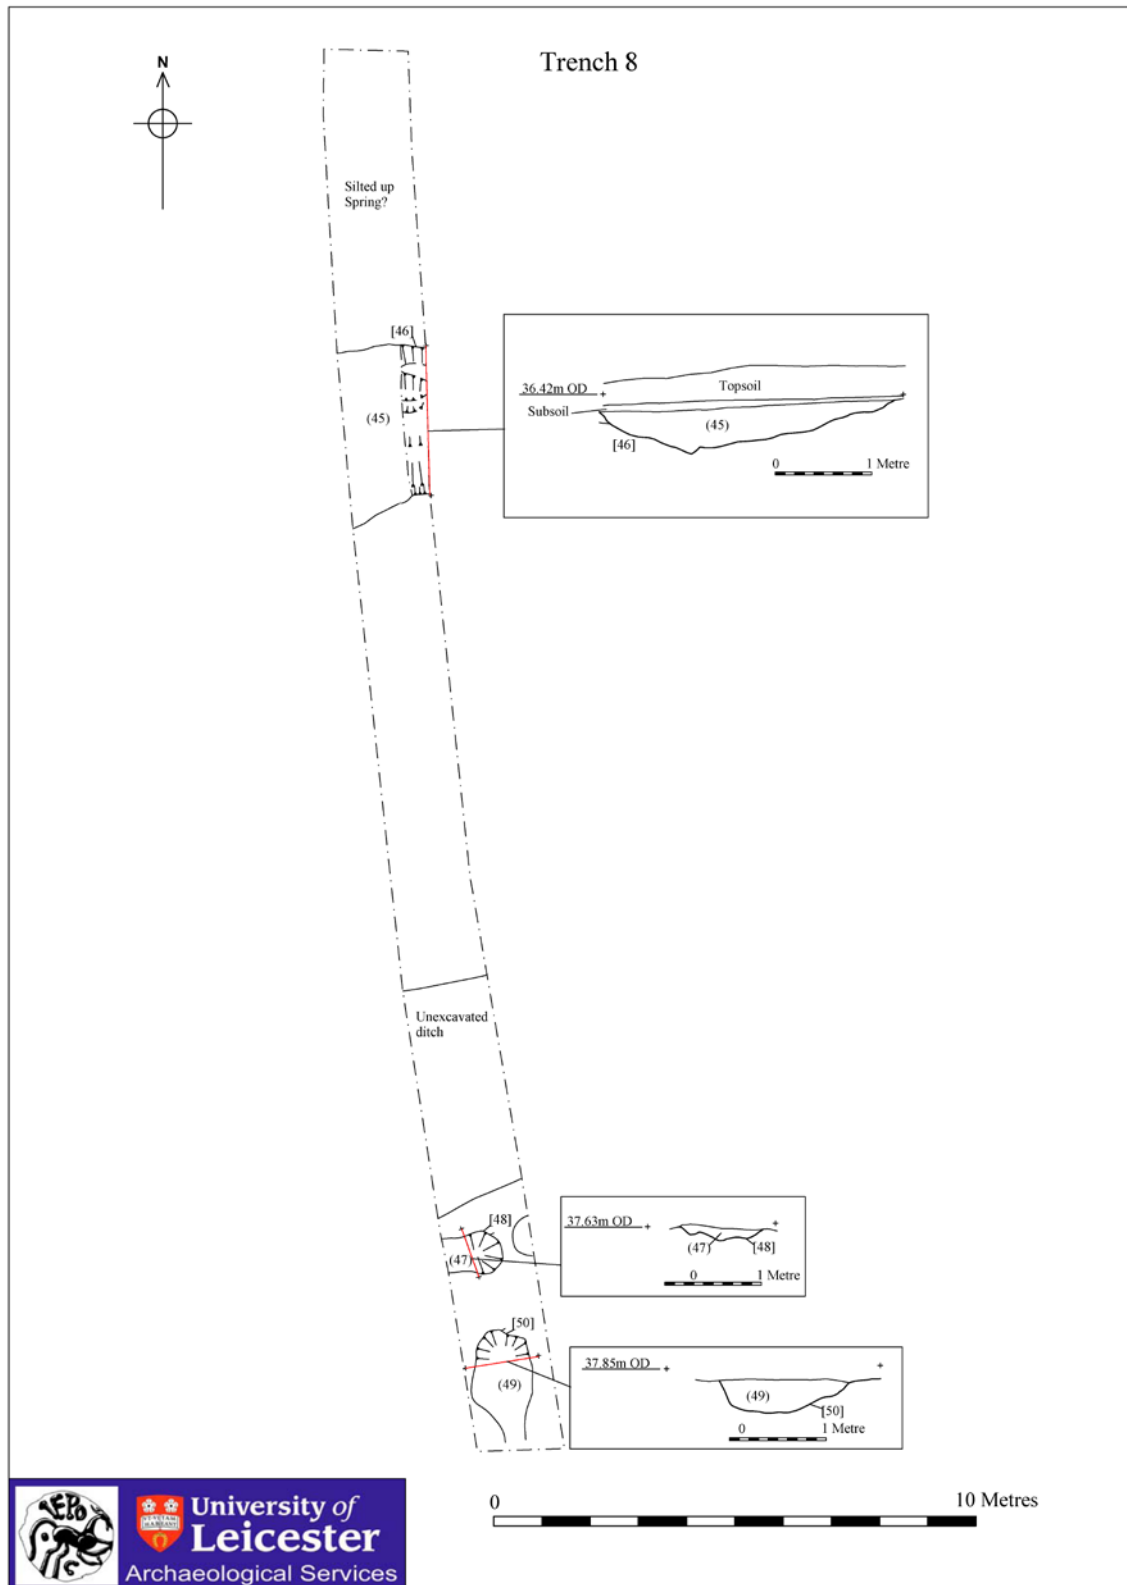 Trench 8
N
Silted up
Spring?
[46]
(45)
36.42m OD
Topsoil
Subsoil
(45)
[46]
0 1 Metre
Unexcavated
ditch
[48]
(47)
37.63m OD
(47)
[48]
0 1 Metre
[50]
(49)
37.85m OD
(49)
[50]
0 1 Metre
0 10 Metres
University of
Leicester
Archaeological Services